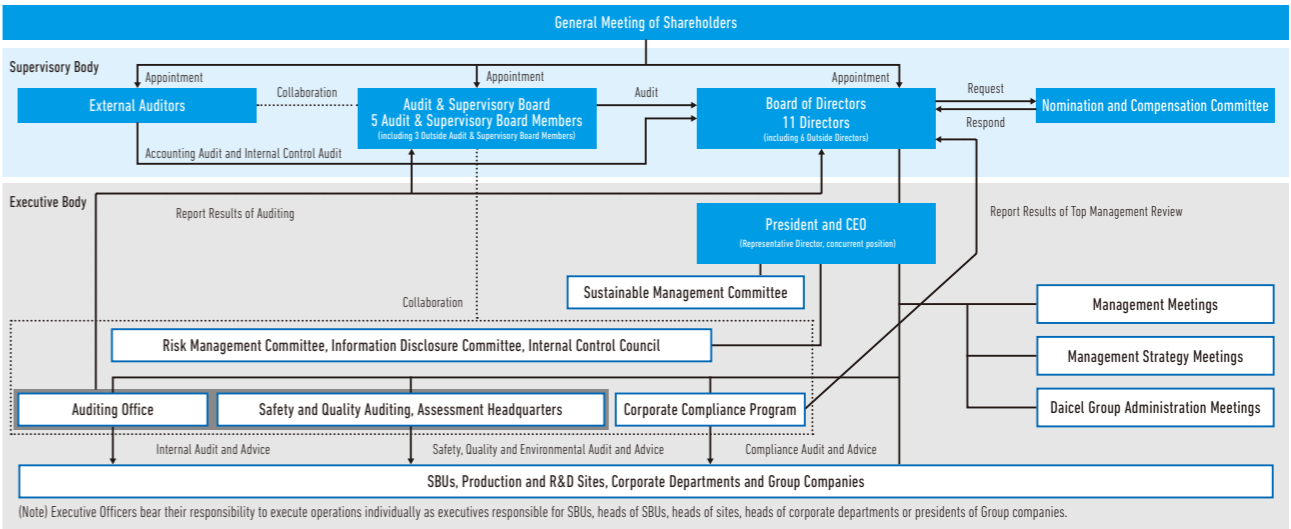 General Meeting of Shareholders
Supervisory Body
Appointment
Appointment
Appointment
External Auditors
Collaboration
Audit & Supervisory Board
5 Audit & Supervisory Board Members
(including 3 Outside Audit & Supervisory Board Members)
Audit
Board of Directors
11 Directors
(including 6 Outside Directors)
Request
Respond
Nomination and Compensation Committee
Accounting Audit and Internal Control Audit
Executive Body
Report Results of Auditing
President and CEO
(Representative Director, concurrent position)
Report Results of Top Management Review
Sustainable Management Committee
Collaboration
Management Meetings
Risk Management Committee, Information Disclosure Committee, Internal Control Council
Management Strategy Meetings
Auditing Office
Safety and Quality Auditing, Assessment Headquarters
Corporate Compliance Program
Daicel Group Administration Meetings
Internal Audit and Advice
Safety, Quality and Environmental Audit and Advice
Compliance Audit and Advice
SBUs, Production and R&D Sites, Corporate Departments and Group Companies
(Note) Executive Officers bear their responsibility to execute operations individually as executives responsible for SBUs, heads of SBUs, heads of sites, heads of corporate departments or presidents of Group companies.